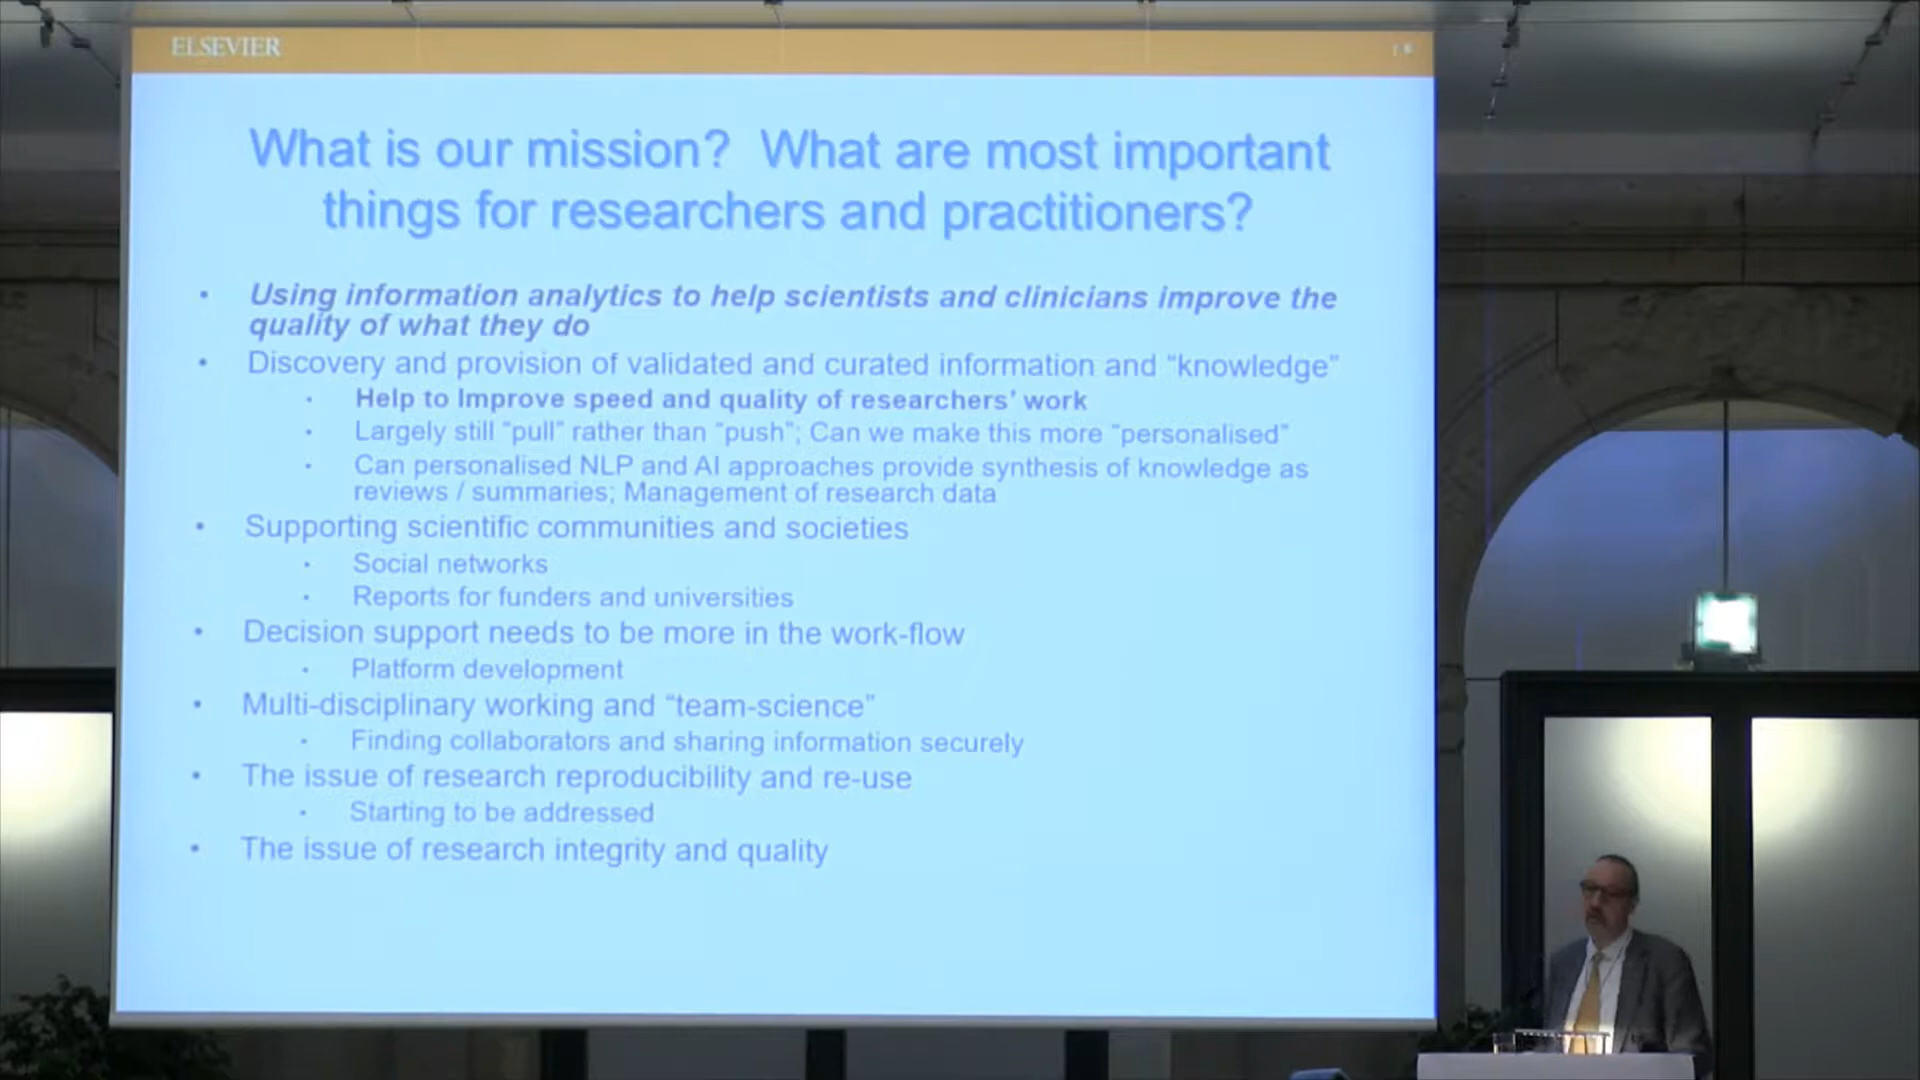 ELSEVIER
What is our mission? What are most important
things for researchers and practitioners?
• Using information analytics to help scientists and clinicians improve the
quality of what they do
• Discovery and provision of validated and curated information and “knowledge”
• Help to Improve speed and quality of researchers’ work
• Largely still “pull” rather than “push”; Can we make this more “personalised”
• Can personalised NLP and AI approaches provide synthesis of knowledge as
reviews / summaries; Management of research data
• Supporting scientific communities and societies
• Social networks
• Reports for funders and universities
• Decision support needs to be more in the work-flow
• Platform development
• Multi-disciplinary working and “team-science”
• Finding collaborators and sharing information securely
• The issue of research reproducibility and re-use
• Starting to be addressed
• The issue of research integrity and quality